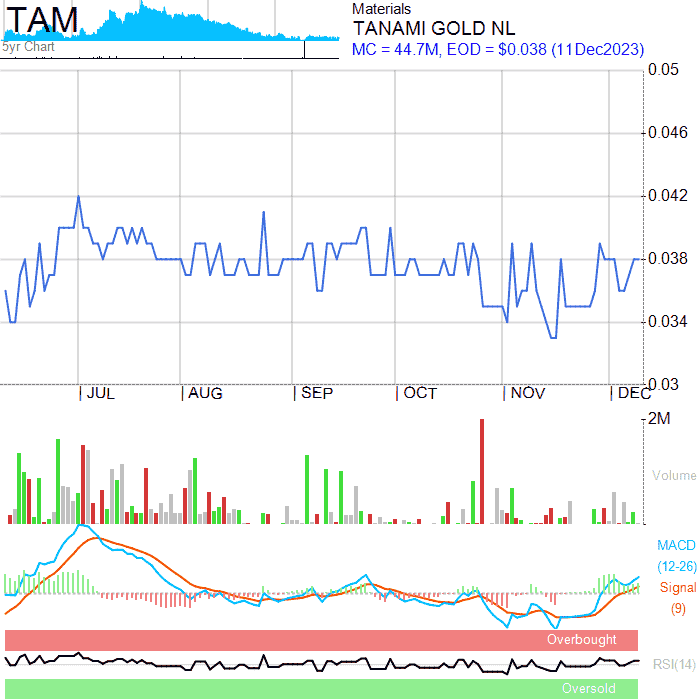 TAM
5yr Chart
Materials
TANAMI GOLD NL
MC = 44.7M, EOD = $0.038 (11Dec2023)
0.05
0.046
0.042
0.038
0.034
0.03
JUL
AUG
SEP
OCT
NOV
DEC
2M
Volume
MACD
(12-26)
Signal
(9)
Overbought
RSI(14)
Oversold